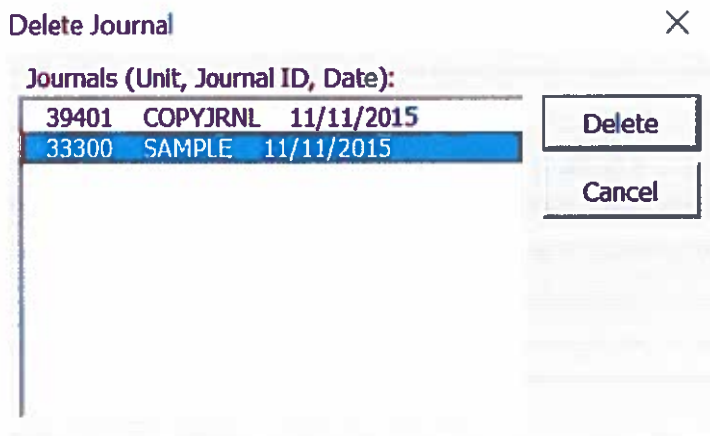 Delete Journal
Journals (Unit, Journal ID, Date):
39401 COPYJRNL 11/11/2015
33300 SAMPLE 11/11/2015
Delete
Cancel